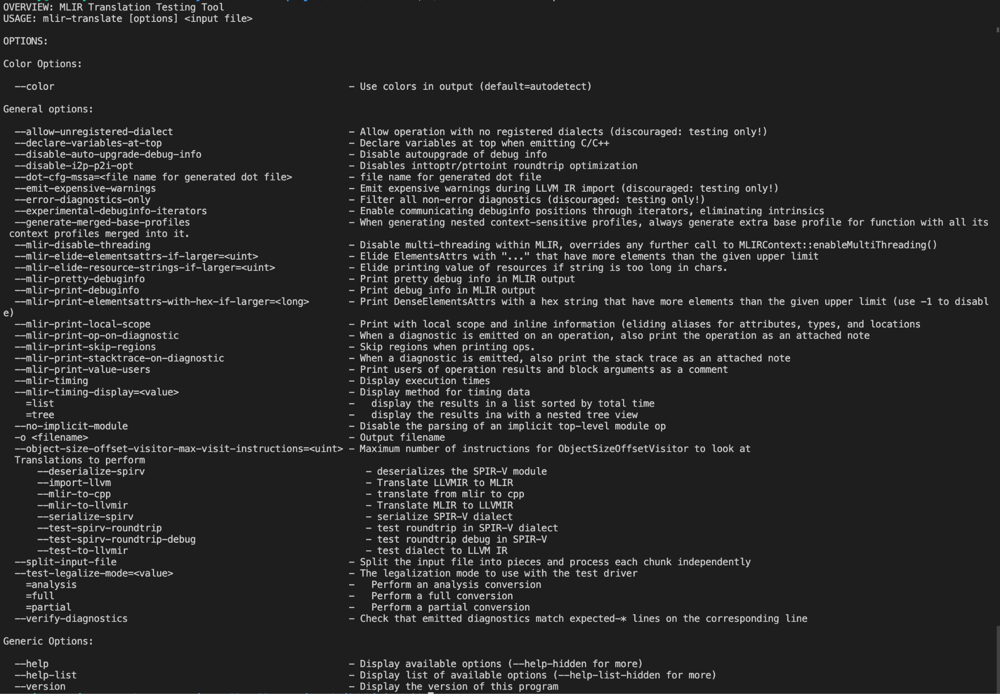 OVERVIEW: MLIR Translation Testing Tool
USAGE: mlir-translate [options] <input file>
OPTIONS:
Color Options:
--color - Use colors in output (default=autodetect)
General options:
--allow-unregistered-dialect - Allow operation with no registered dialects (discouraged: testing only!)
--declare-variables-at-top - Declare variables at top when emitting C/C++
--disable-auto-upgrade-debug-info - Disable autoupgrade of debug info
--disable-i2p-p2i-opt - Disables inttoptr/ptrtoint roundtrip optimization
--dot-cfg-mssa=<file name for generated dot file> - file name for generated dot file
--emit-expensive-warnings - Emit expensive warnings during LLVM IR import (discouraged: testing only!)
--error-diagnostics-only - Filter all non-error diagnostics (discouraged: testing only!)
--experimental-debuginfo-iterators - Enable communicating debuginfo positions through iterators, eliminating intrinsics
--generate-merged-base-profiles - When generating nested context-sensitive profiles, always generate extra base profile for function with all its
context profiles merged into it.
--mlir-disable-threading - Disable multi-threading within MLIR, overrides any further call to MLIRContext::enableMultiThreading()
--mlir-elide-elementsattrs-if-larger=<uint> - Elide ElementsAttrs with "..." that have more elements than the given upper limit
--mlir-elide-resource-strings-if-larger=<uint> - Elide printing value of resources if string is too long in chars.
--mlir-pretty-debuginfo - Print pretty debug info in MLIR output
--mlir-print-debuginfo - Print debug info in MLIR output
--mlir-print-elementsattrs-with-hex-if-larger=<long> - Print DenseElementsAttrs with a hex string that have more elements than the given upper limit (use -1 to disabl
e)
--mlir-print-local-scope - Print with local scope and inline information (eliding aliases for attributes, types, and locations
--mlir-print-op-on-diagnostic - When a diagnostic is emitted on an operation, also print the operation as an attached note
--mlir-print-skip-regions - Skip regions when printing ops.
--mlir-print-stacktrace-on-diagnostic - When a diagnostic is emitted, also print the stack trace as an attached note
--mlir-print-value-users - Print users of operation results and block arguments as a comment
--mlir-timing - Display execution times
--mlir-timing-display=<value> - Display method for timing data
=list - display the results in a list sorted by total time
=tree - display the results ina with a nested tree view
--no-implicit-module - Disable the parsing of an implicit top-level module op
-o <filename> - Output filename
--object-size-offset-visitor-max-visit-instructions=<uint> - Maximum number of instructions for ObjectSizeOffsetVisitor to look at
Translations to perform
--deserialize-spirv - deserializes the SPIR-V module
--import-llvm - Translate LLVMIR to MLIR
--mlir-to-cpp - translate from mlir to cpp
--mlir-to-llvmir - Translate MLIR to LLVMIR
--serialize-spirv - serialize SPIR-V dialect
--test-spirv-roundtrip - test roundtrip in SPIR-V dialect
--test-spirv-roundtrip-debug - test roundtrip debug in SPIR-V
--test-to-llvmir - test dialect to LLVM IR
--split-input-file - Split the input file into pieces and process each chunk independently
--test-legalize-mode=<value> - The legalization mode to use with the test driver
=analysis - Perform an analysis conversion
=full - Perform a full conversion
=partial - Perform a partial conversion
--verify-diagnostics - Check that emitted diagnostics match expected-* lines on the corresponding line
Generic Options:
--help - Display available options (--help-hidden for more)
--help-list - Display list of available options (--help-list-hidden for more)
--version - Display the version of this program